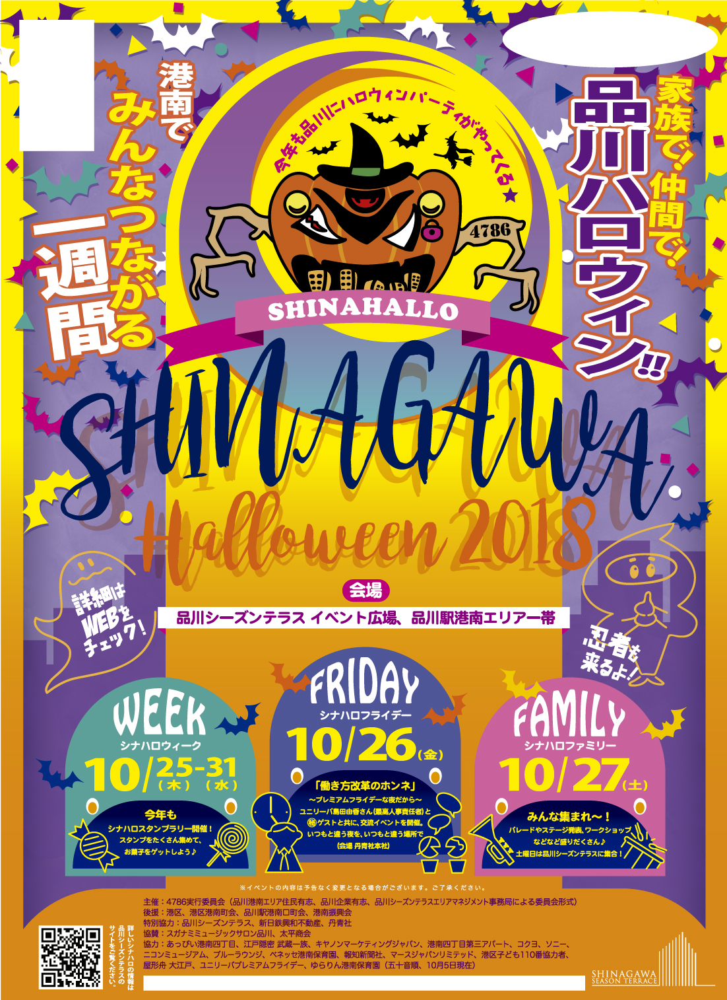 家族で!仲間で!
品川ハロウィン!!
港南で
みんなつながる
一週間
今年も品川にハロウィンパーティがやってくる★
4786
SHINAHALLO
SHINAGAWA
Halloween 2018
会場
品川シーズンテラス イベント広場、品川駅港南エリア一帯
詳細は
WEBを
チェック!
忍者も
来るよ!
WEEK
シナハロウィーク
10/25-31
(木) (水)
今年も
シナハロスタンプラリー開催!
スタンプをたくさん集めて、
お菓子をゲットしよう♪
FRIDAY
シナハロフライデー
10/26(金)
「働き方改革のホンネ」
～プレミアムフライデーな夜だから～
ユニリーバ島田由香さん(最高人事責任者)と
㊙ゲストと共に、交流イベントを開催。
いつもと違う夜を、いつもと違う場所で
(会場 丹青社本社)
FAMILY
シナハロファミリー
10/27(土)
みんな集まれ～!
パレードやステージ発表、ワークショップ
などなど盛りだくさん♪
土曜日は品川シーズンテラスに集合!
※イベントの内容は予告なく変更となる場合がございます。ご了承ください。
主催：4786実行委員会（品川港南エリア住民有志、品川企業有志、品川シーズンテラスエリアマネジメント事務局による委員会形式）
後援：港区、港区港南町会、品川駅港南口町会、港南振興会
特別協力：品川シーズンテラス、新日鉄興和不動産、丹青社
協賛：スガナミミュージックサロン品川、太平商会
協力：あっぴぃ港南四丁目、江戸隠密 武蔵一族、キヤノンマーケティングジャパン、港南四丁目第三アパート、コクヨ、ソニー、
ニコンミュージアム、ブルーラウンジ、ベネッセ港南保育園、報知新聞社、マースジャパンリミテッド、港区子ども110番協力者、
屋形舟 大江戸、ユニリーバプレミアムフライデー、ゆらりん港南保育園（五十音順、10月5日現在）
詳しいシナハロの情報は
品川シーズンテラスの
サイトをご覧ください。
SHINAGAWA
SEASON TERRACE